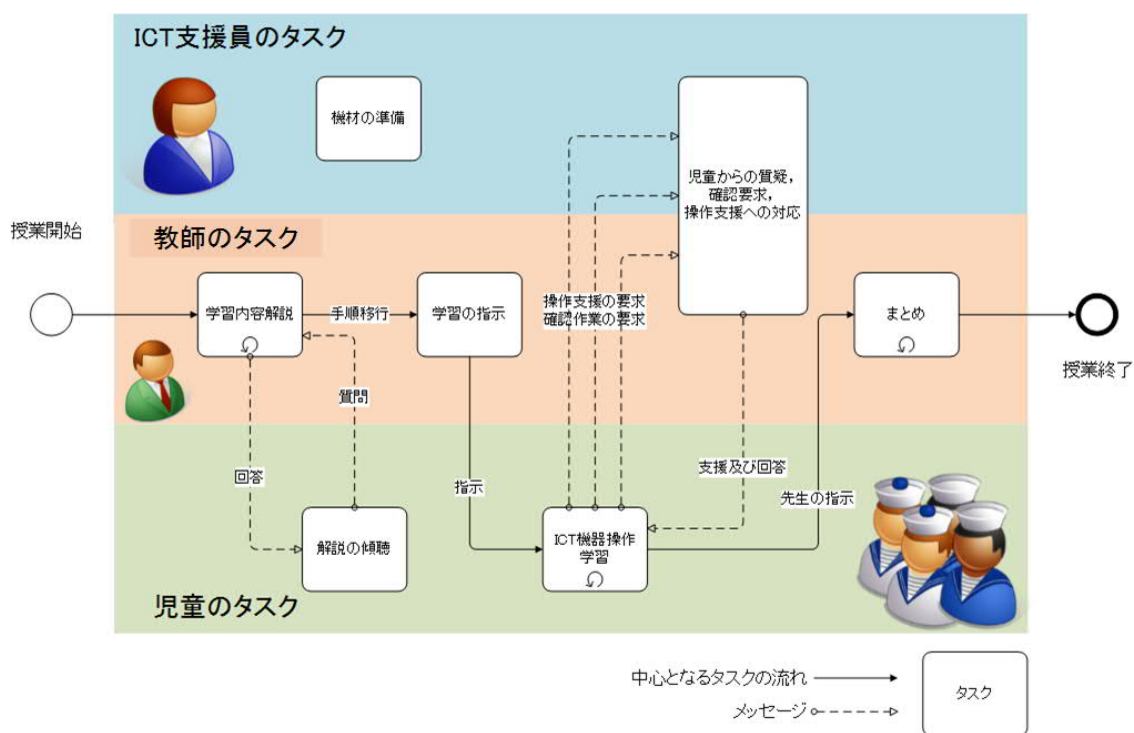 ICT支援員のタスク
機材の準備
児童からの質疑,
確認要求,
操作支援への対応
授業開始
教師のタスク
学習内容解説
手順移行
学習の指示
操作支援の要求
確認作業の要求
まとめ
授業終了
質問
回答
指示
支援及び回答
先生の指示
解説の傾聴
ICT機器操作
学習
児童のタスク
中心となるタスクの流れ
メッセージ
タスク